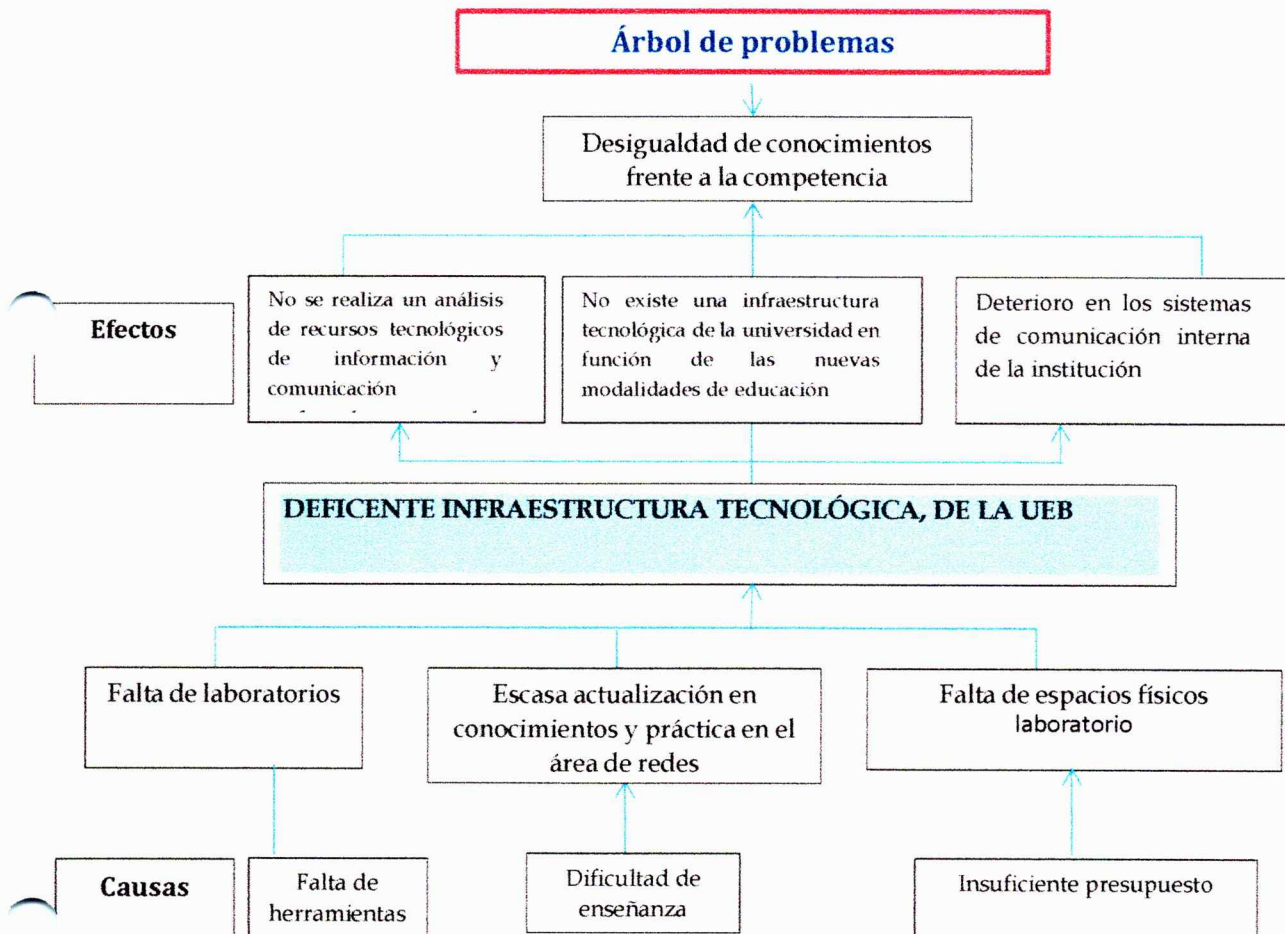 Árbol de problemas
Desigualdad de conocimientos
frente a la competencia
Efectos
No se realiza un análisis
de recursos tecnológicos
de información y
comunicación
No existe una infraestructura
tecnológica de la universidad en
función de las nuevas
modalidades de educación
Deterioro en los sistemas
de comunicación interna
de la institución
DEFICENTE INFRAESTRUCTURA TECNOLÓGICA, DE LA UEB
Falta de laboratorios
Escasa actualización en
conocimientos y práctica en el
área de redes
Falta de espacios físicos
laboratorio
Causas
Falta de
herramientas
Dificultad de
enseñanza
Insuficiente presupuesto